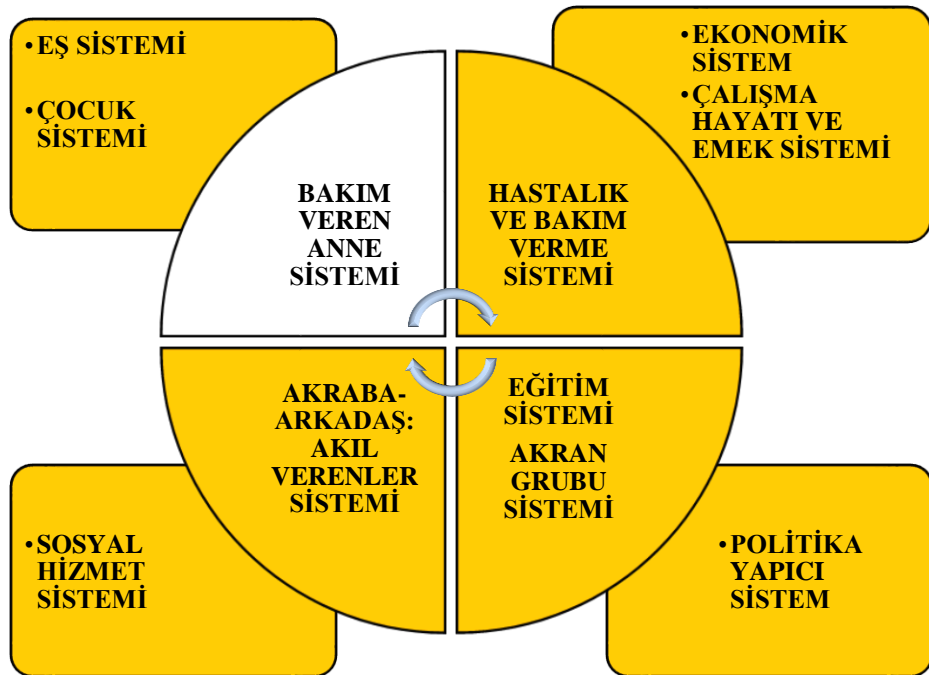 •EŞ SİSTEMİ
•ÇOCUK
SİSTEMİ
•EKONOMİK
SİSTEM
•ÇALIŞMA
HAYATI VE
EMEK SİSTEMİ
BAKIM
VEREN
ANNE
SİSTEMİ
HASTALIK
VE BAKIM
VERME
SİSTEMİ
AKRABA-
ARKADAŞ:
AKIL
VERENLER
SİSTEMİ
EĞİTİM
SİSTEMİ
AKRAN
GRUBU
SİSTEMİ
•SOSYAL
HİZMET
SİSTEMİ
•POLİTİKA
YAPICI
SİSTEM